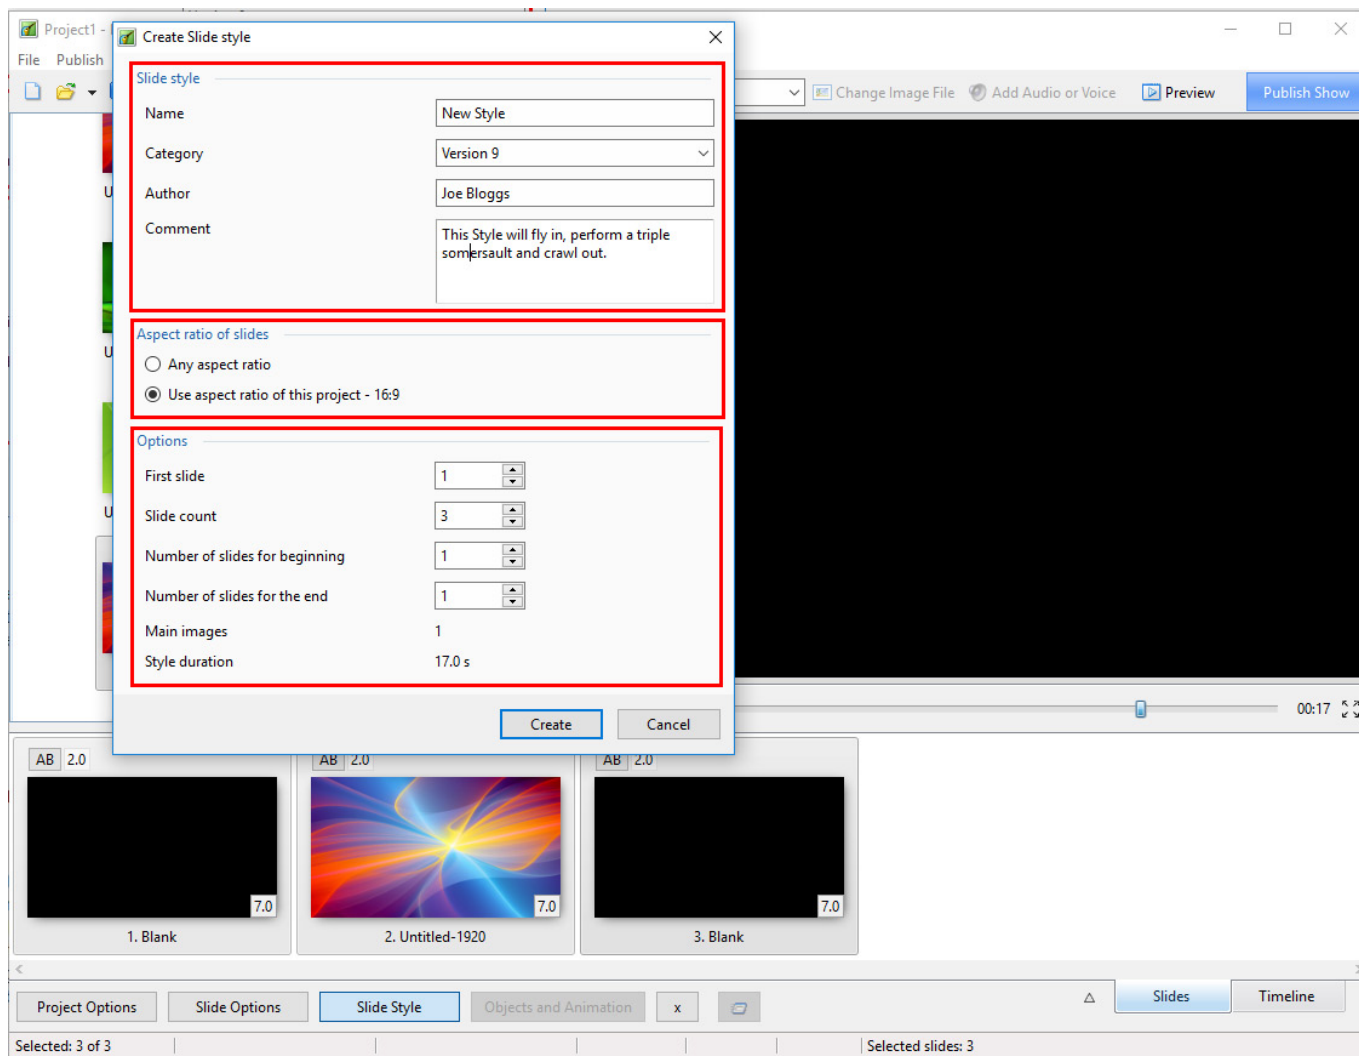 Project1 -
Create Slide style
File Publish
Change Image File Add Audio or Voice Preview Publish Show
Slide style
Name New Style
Category Version 9
Author Joe Bloggs
Comment This Style will fly in, perform a triple
somersault and crawl out.
Aspect ratio of slides
Any aspect ratio
Use aspect ratio of this project - 16:9
Options
First slide 1
Slide count 3
Number of slides for beginning 1
Number of slides for the end 1
Main images 1
Style duration 17.0 s
Create Cancel
00:17
AB 2.0 AB 2.0 AB 2.0
7.0 7.0 7.0
1. Blank 2. Untitled-1920 3. Blank
Project Options Slide Options Slide Style Objects and Animation x Slides Timeline
Selected: 3 of 3 Selected slides: 3